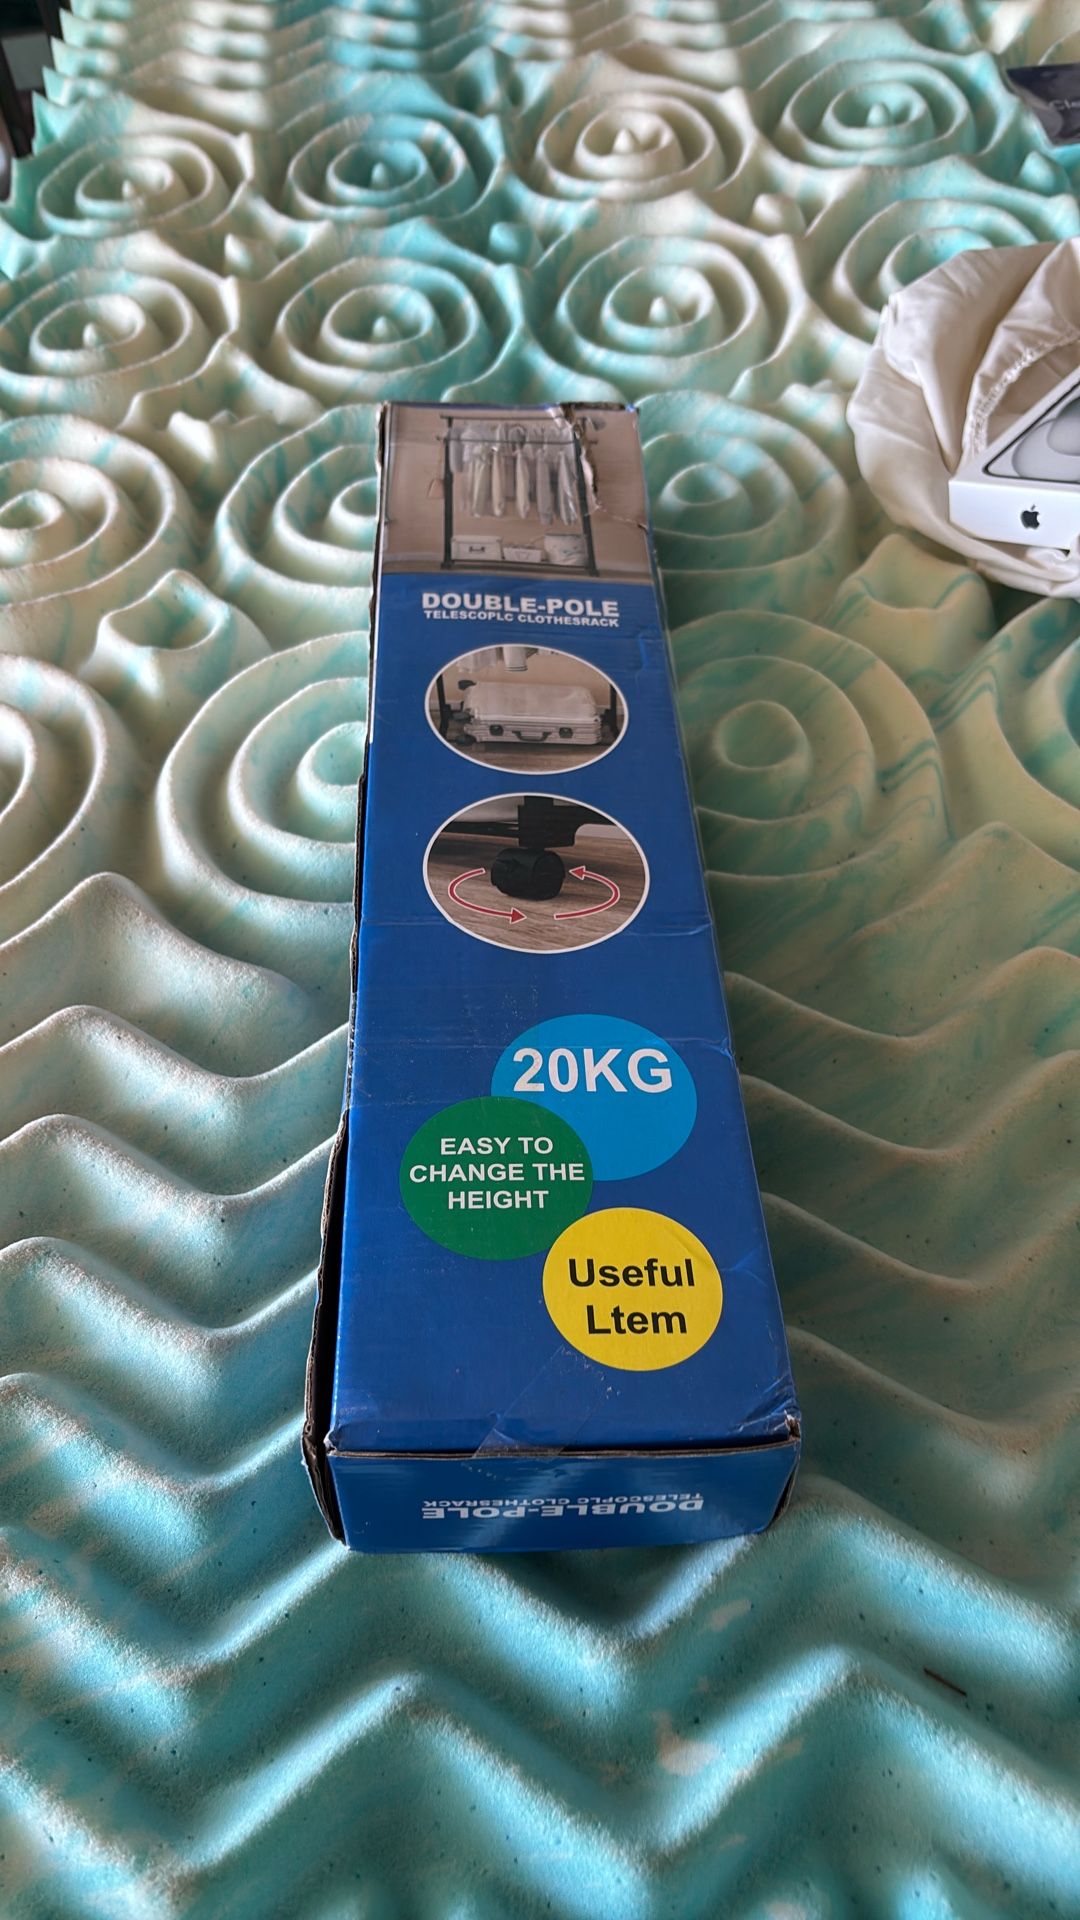 DOUBLE-POLE
TELESCOPLC CLOTHESRACK
20KG
EASY TO
CHANGE THE
HEIGHT
Useful
Ltem
DOUBLE-POLE
TELESCOPLC CLOTHESRACK